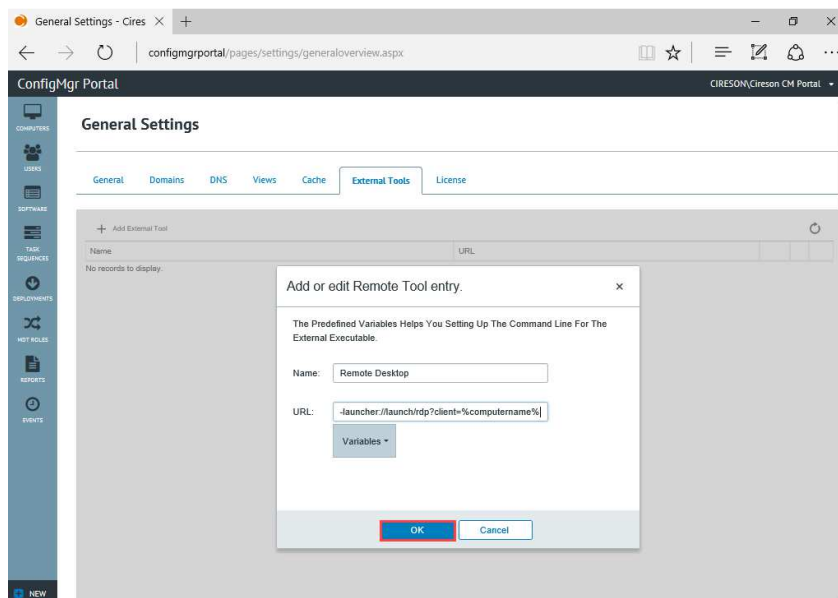 General Settings - Cires
configmgrportal/pages/settings/generaloverview.aspx
ConfigMgr Portal
CIRESON\Cireson CM Portal
COMPUTERS
USERS
SOFTWARE
TASK
SEQUENCES
DEPLOYMENTS
HOT ROLES
REPORTS
EVENTS
NEW
General Settings
General Domains DNS Views Cache External Tools License
Add External Tool
Name URL
No records to display.
Add or edit Remote Tool entry.
The Predefined Variables Helps You Setting Up The Command Line For The
External Executable.
Name: Remote Desktop
URL: -launcher://launch/rdp?client=%computername%
Variables
OK Cancel